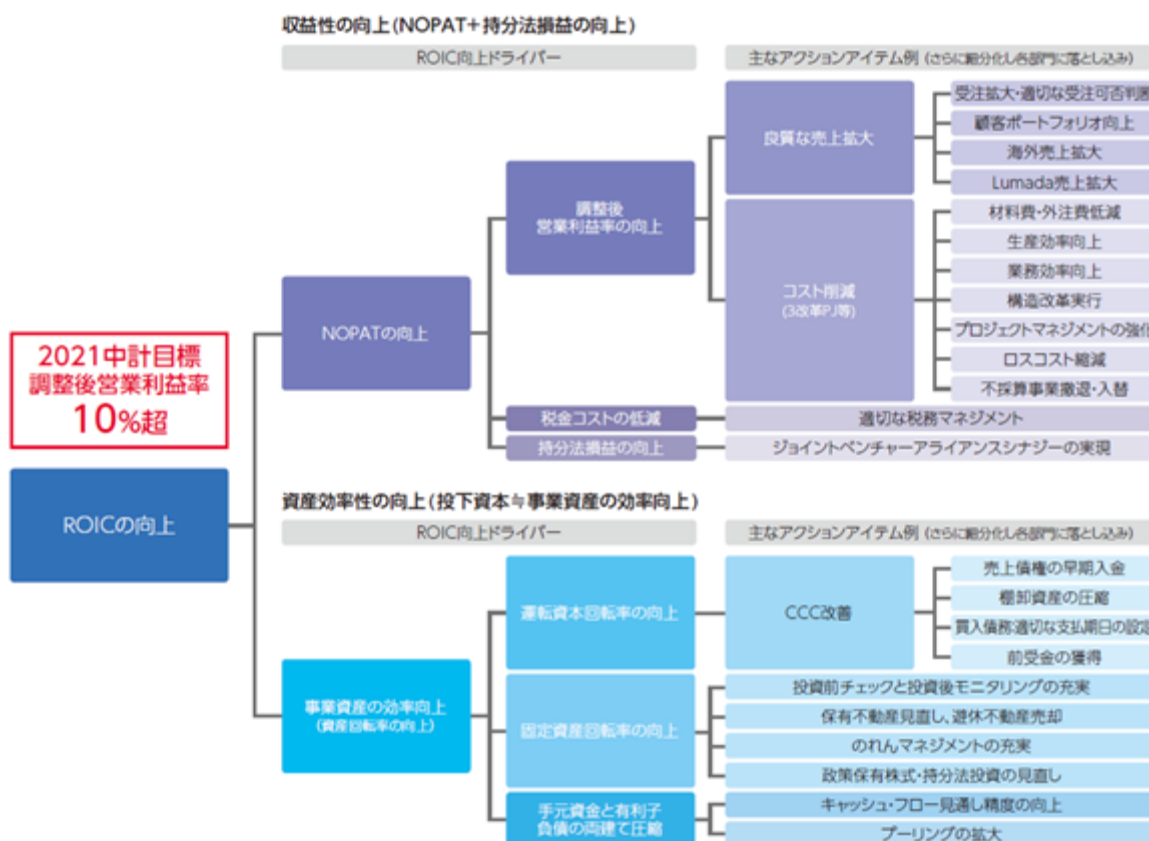 収益性の向上(NOPAT+持分法損益の向上)
ROIC向上ドライバー
主なアクションアイテム例 (さらに細分化し各部門に落とし込み)
2021中計目標
調整後営業利益率
10%超
ROICの向上
NOPATの向上
調整後
営業利益率の向上
良質な売上拡大
受注拡大・適切な受注可否判断
顧客ポートフォリオ向上
海外売上拡大
Lumada売上拡大
コスト削減
(3改革PJ等)
材料費・外注費低減
生産効率向上
業務効率向上
構造改革実行
プロジェクトマネジメントの強化
ロスコスト縮減
不採算事業撤退・入替
税金コストの低減
適切な税務マネジメント
持分法損益の向上
ジョイントベンチャーアライアンスシナジーの実現
資産効率性の向上(投下資本≒事業資産の効率向上)
ROIC向上ドライバー
主なアクションアイテム例 (さらに細分化し各部門に落とし込み)
事業資産の効率向上
(資産回転率の向上)
運転資本回転率の向上
CCC改善
売上債権の早期入金
棚卸資産の圧縮
買入債務:適切な支払期日の設定
前受金の獲得
固定資産回転率の向上
投資前チェックと投資後モニタリングの充実
保有不動産見直し、遊休不動産売却
のれんマネジメントの充実
政策保有株式・持分法投資の見直し
手元資金と有利子
負債の両建て圧縮
キャッシュ・フロー見通し精度の向上
プーリングの拡大